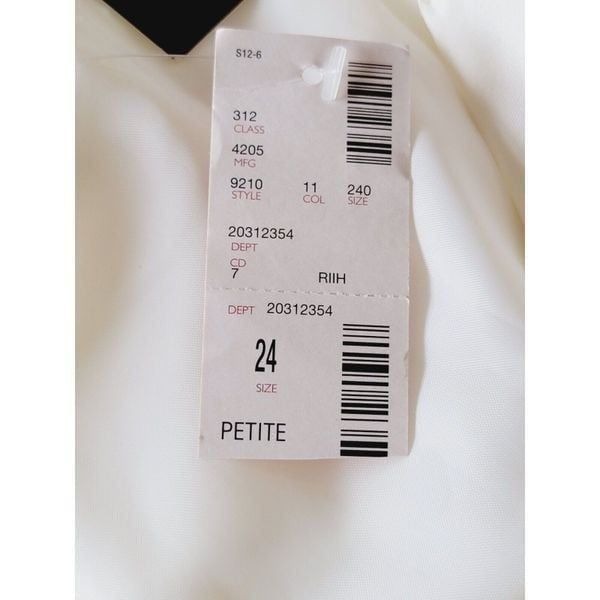 S12-6
312
CLASS
4205
MFG
9210 11 240
STYLE COL SIZE
20312354
DEPT
CD
7 RIIH
DEPT 20312354
24
SIZE
PETITE